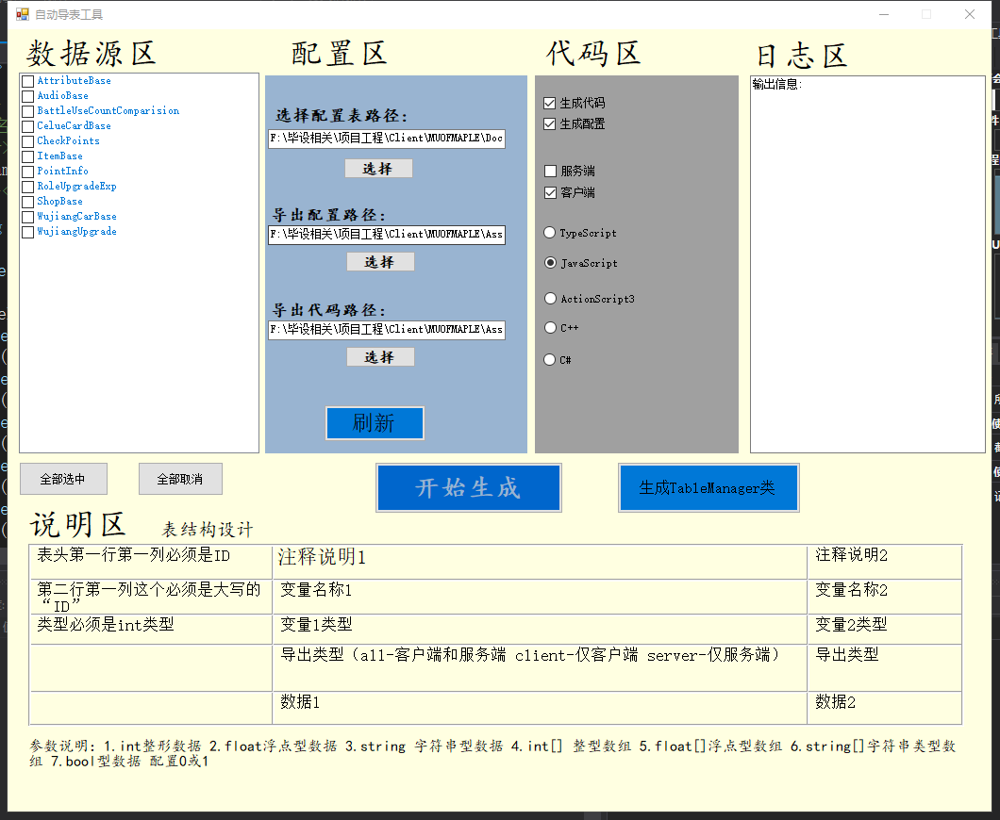 自动导表工具
数据源区
配置区
代码区
日志区
AttributeBase
AudioBase
BattleUseCountComparision
CelueCardBase
CheckPoints
ItemBase
PointInfo
RoleUpgradeExp
ShopBase
WujiangCarBase
WujiangUpgrade
选择配置表路径:
F:\毕设相关\项目工程\Client\MUOFMAPLE\Doc
选择
导出配置路径:
F:\毕设相关\项目工程\Client\MUOFMAPLE\Ass
选择
导出代码路径:
F:\毕设相关\项目工程\Client\MUOFMAPLE\Ass
选择
刷新
生成代码
生成配置
服务端
客户端
TypeScript
JavaScript
ActionScript3
C++
C#
输出信息:
全部选中
全部取消
开始生成
生成TableManager类
说明区
表结构设计
表头第一行第一列必须是ID
注释说明1
注释说明2
第二行第一列这个必须是大写的
“ID”
变量名称1
变量名称2
类型必须是int类型
变量1类型
变量2类型
导出类型（all-客户端和服务端 client-仅客户端 server-仅服务端）
导出类型
数据1
数据2
参数说明: 1.int整形数据 2.float浮点型数据 3.string 字符串型数据 4.int[] 整型数组 5.float[]浮点型数组 6.string[]字符串类型数
组 7.bool型数据 配置0或1